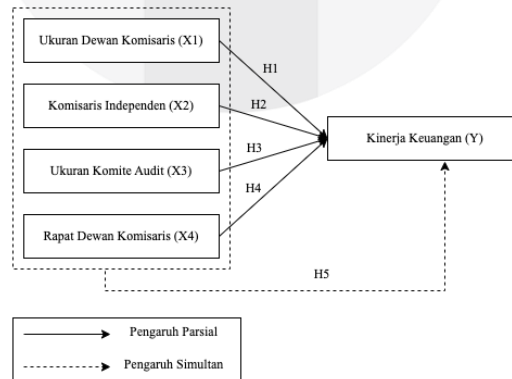 Ukuran Dewan Komisaris (X1)
H1
Komisaris Independen (X2)
H2
Kinerja Keuangan (Y)
H3
Ukuran Komite Audit (X3)
H4
Rapat Dewan Komisaris (X4)
H5
Pengaruh Parsial
Pengaruh Simultan